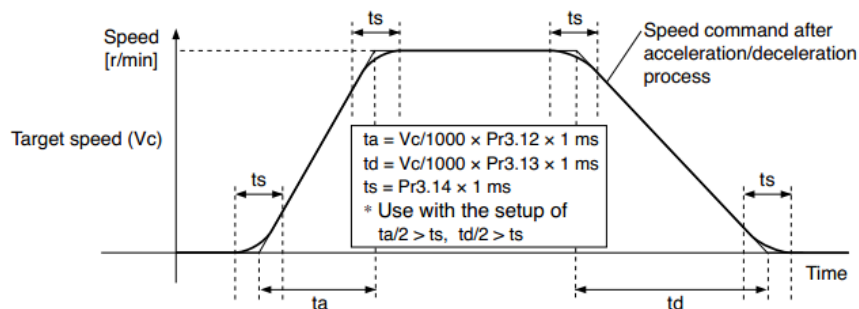 ts
ts
Speed
[r/min]
Speed command after
acceleration/deceleration
process
Target speed (Vc)
ta = Vc/1000 × Pr3.12 × 1 ms
td = Vc/1000 × Pr3.13 × 1 ms
ts = Pr3.14 × 1 ms
* Use with the setup of
ta/2 > ts, td/2 > ts
ts
ts
Time
ta
td